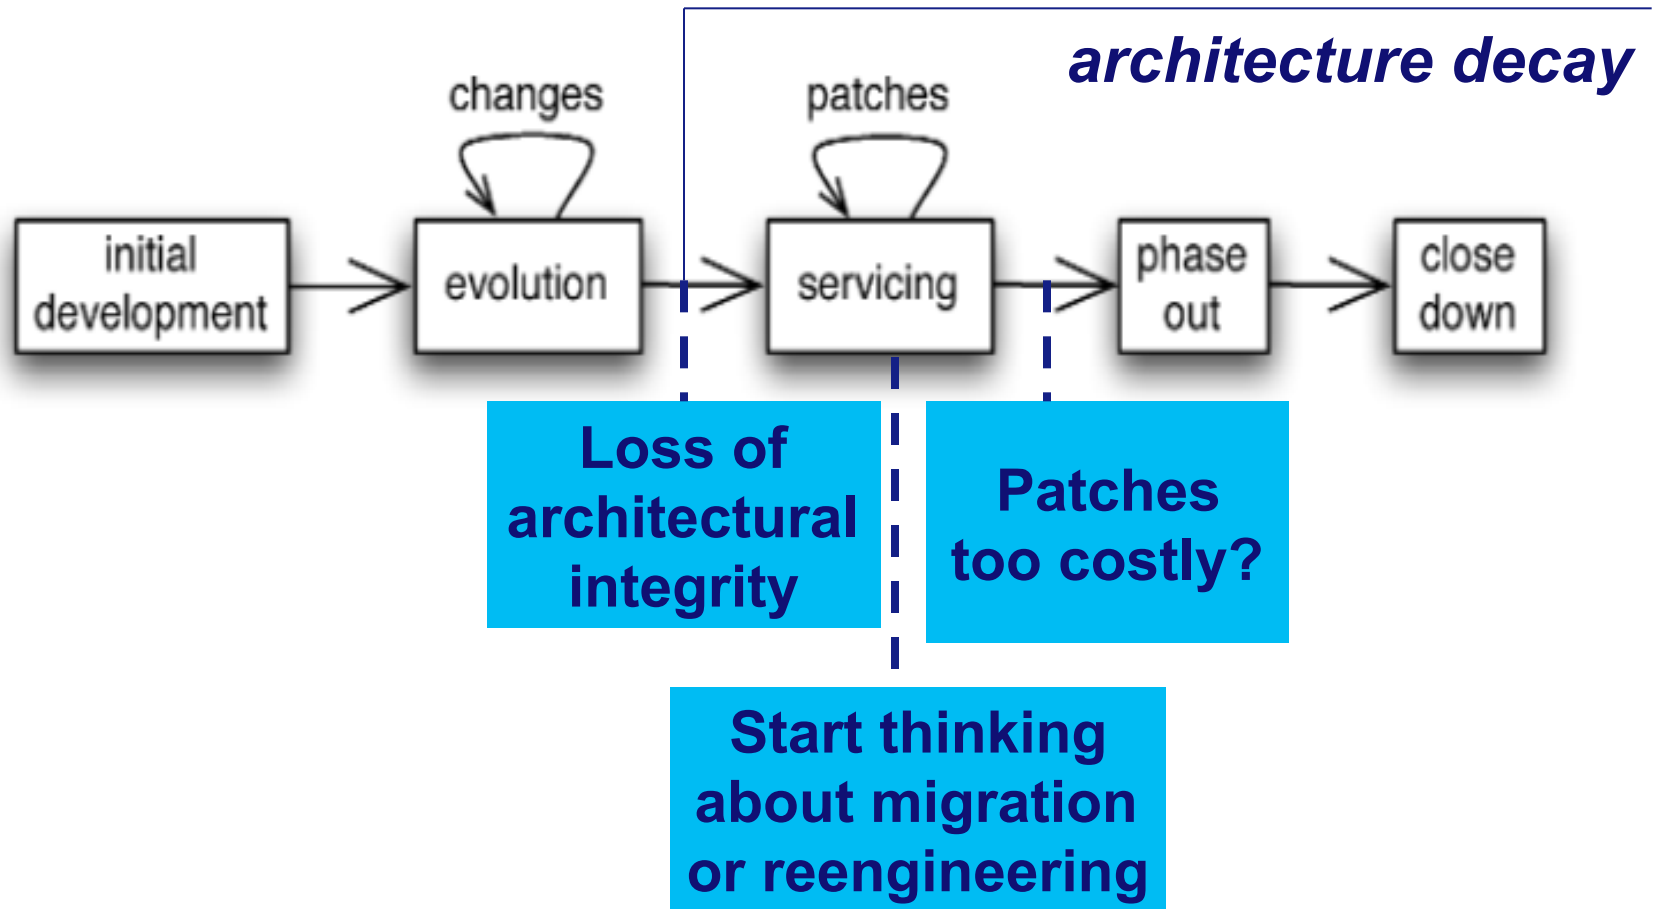 architecture decay
changes
patches
initial
development
evolution
servicing
phase
out
close
down
Loss of
architectural
integrity
Patches
too costly?
Start thinking
about migration
or reengineering